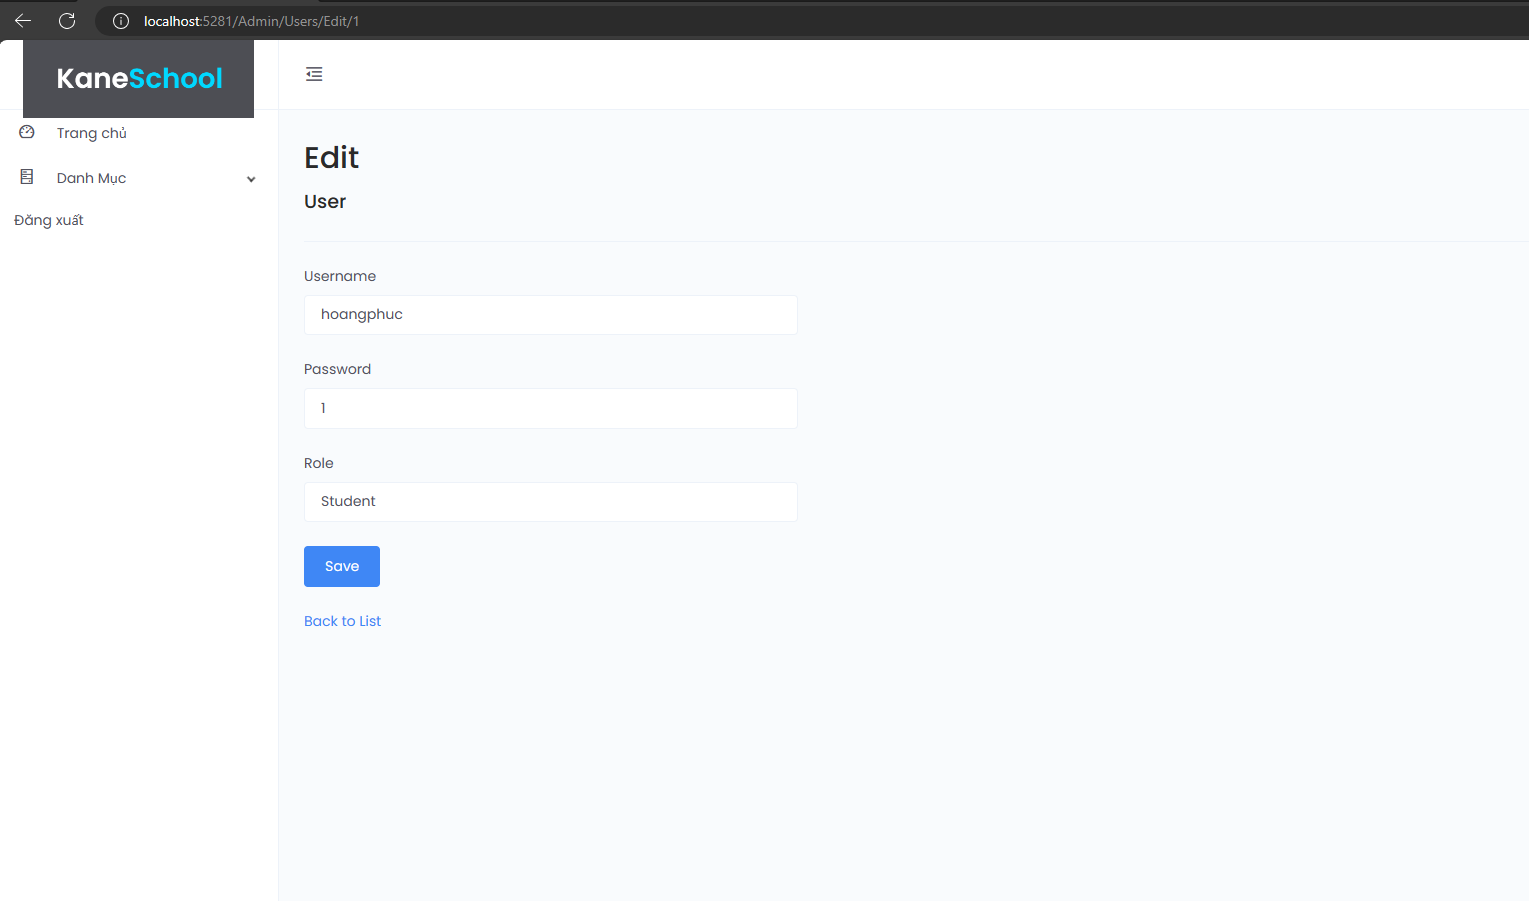 localhost:5281/Admin/Users/Edit/1
KaneSchool
Trang chủ
Danh Mục
Đăng xuất
Edit
User
Username
hoangphuc
Password
1
Role
Student
Save
Back to List